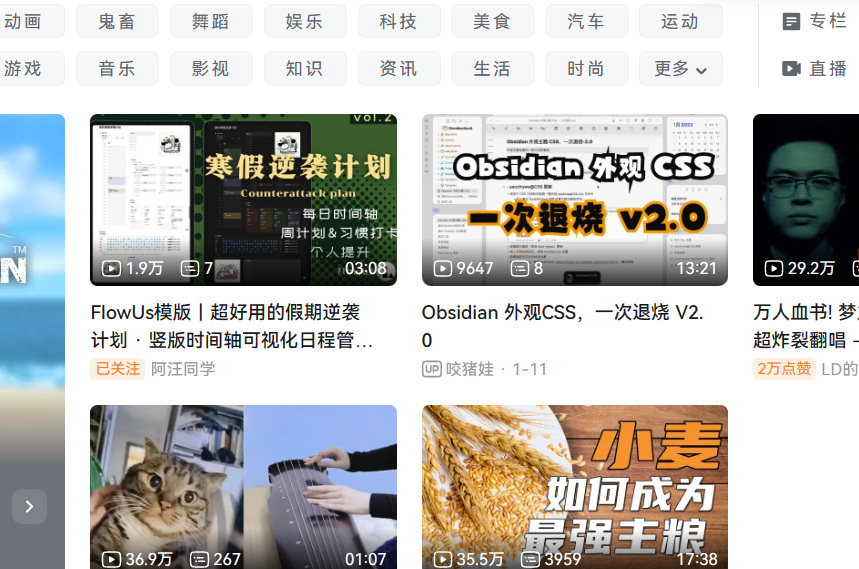 动画 鬼畜 舞蹈 娱乐 科技 美食 汽车 运动 专栏
游戏 音乐 影视 知识 资讯 生活 时尚 更多 直播
TM
N
vol.2
寒假逆袭计划
Counterattack plan
每日时间轴
周计划&习惯打卡
个人提升
1.9万 7 03:08
Obsidian 外观 CSS
一次退烧 v2.0
9647 8 13:21
29.2万
FlowUs模版丨超好用的假期逆袭
计划 · 竖版时间轴可视化日程管...
已关注 阿汪同学
Obsidian 外观CSS，一次退烧 V2.
0
UP 咬猪娃 · 1-11
万人血书! 梦
超炸裂翻唱 -
2万点赞 LD的
36.9万 267 01:07
小麦
如何成为
最强主粮
35.5万 3959 17:38